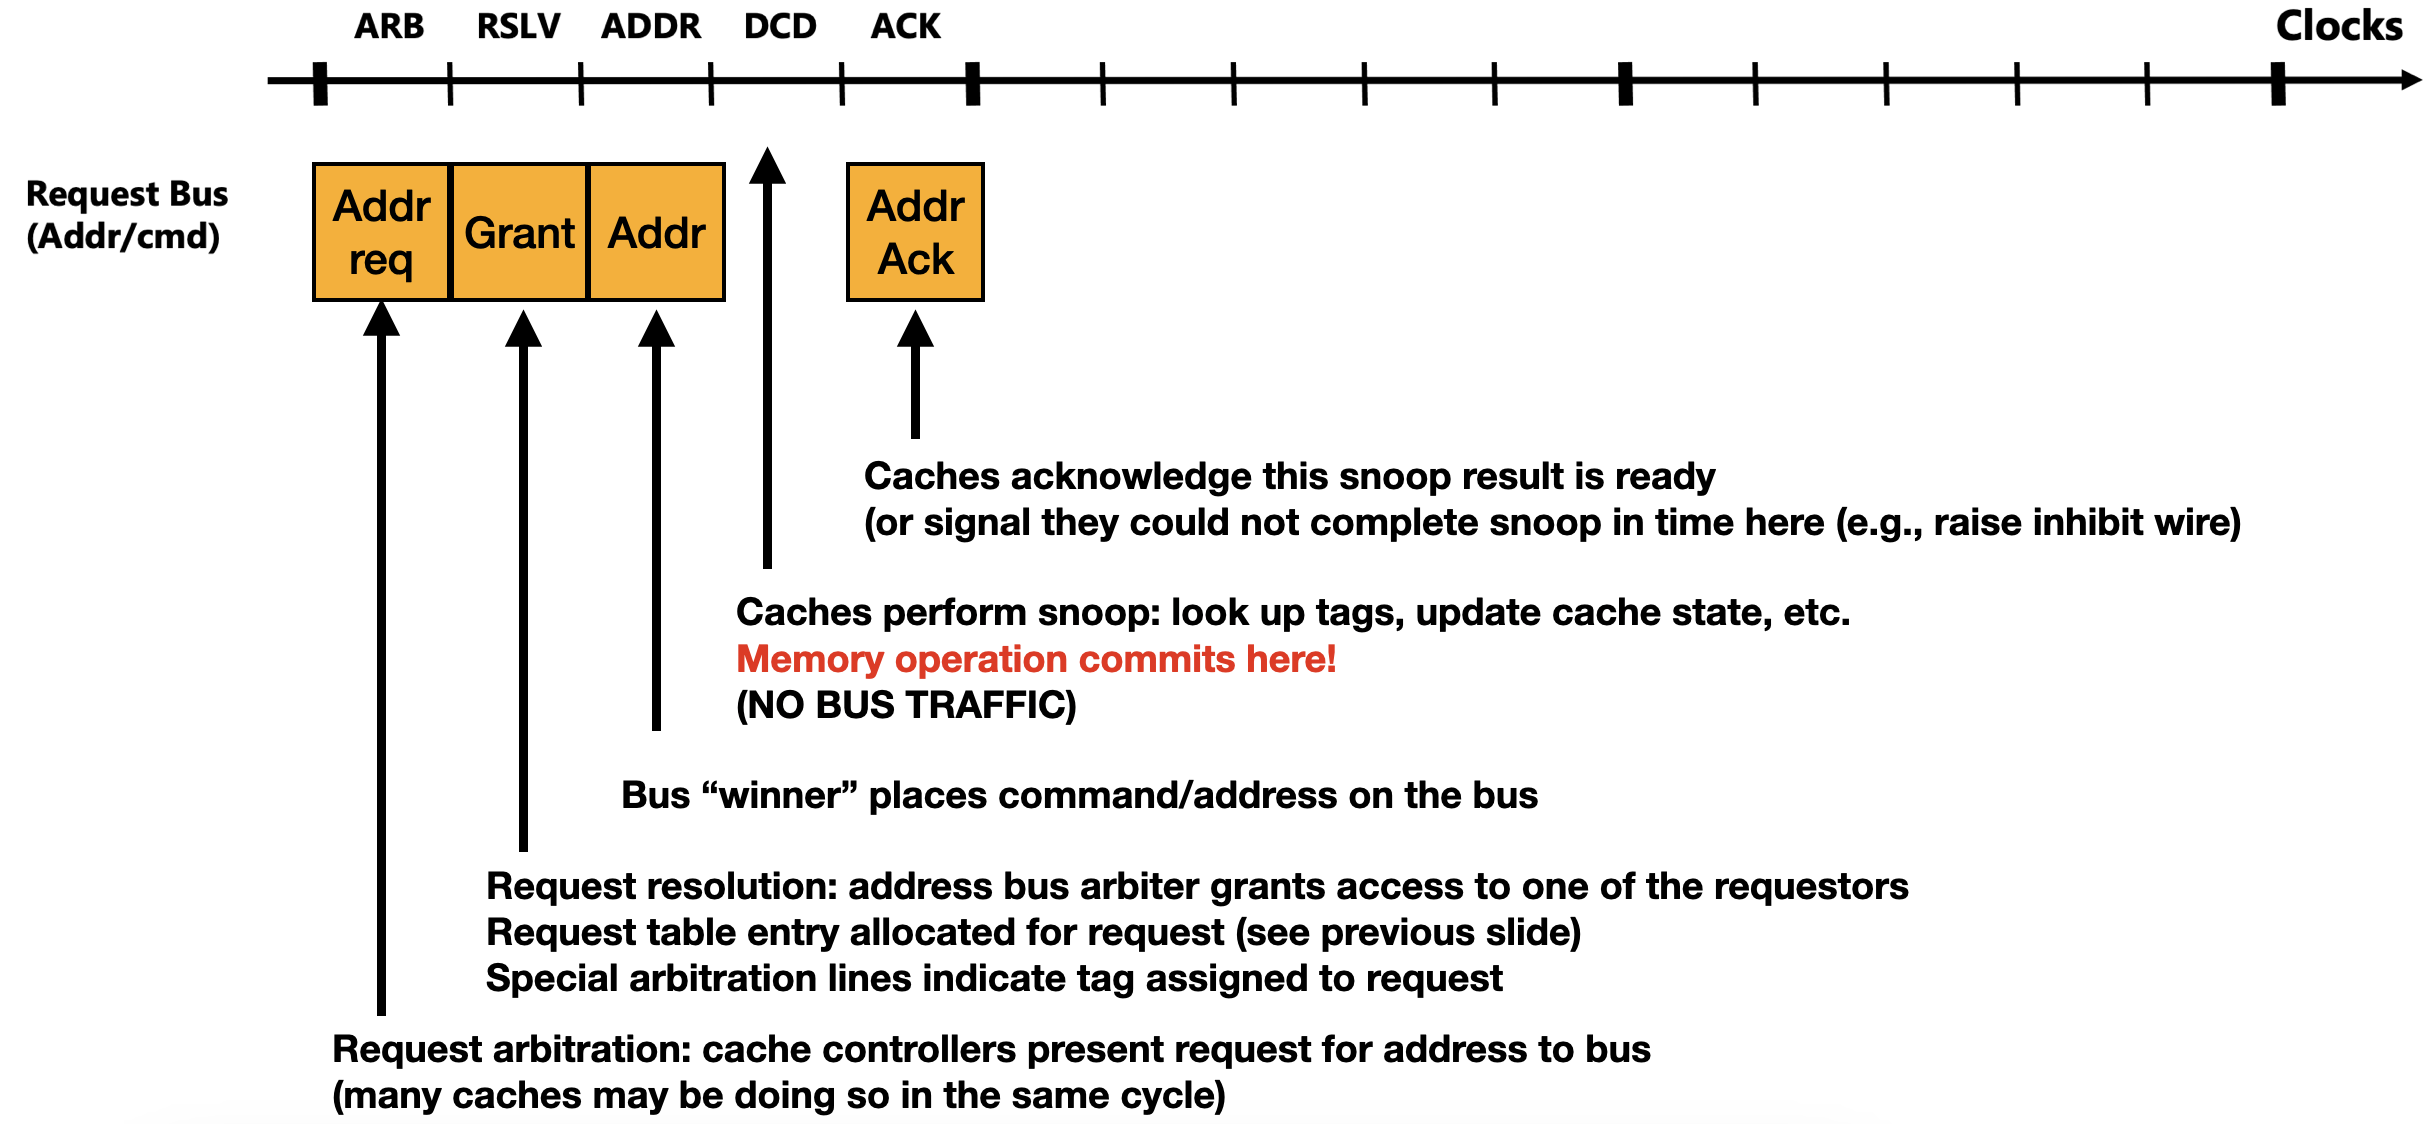 ARB RSLV ADDR DCD ACK Clocks
Request Bus
(Addr/cmd)
Addr
req
Grant
Addr
Addr
Ack
Caches acknowledge this snoop result is ready
(or signal they could not complete snoop in time here (e.g., raise inhibit wire)
Caches perform snoop: look up tags, update cache state, etc.
Memory operation commits here!
(NO BUS TRAFFIC)
Bus “winner” places command/address on the bus
Request resolution: address bus arbiter grants access to one of the requestors
Request table entry allocated for request (see previous slide)
Special arbitration lines indicate tag assigned to request
Request arbitration: cache controllers present request for address to bus
(many caches may be doing so in the same cycle)